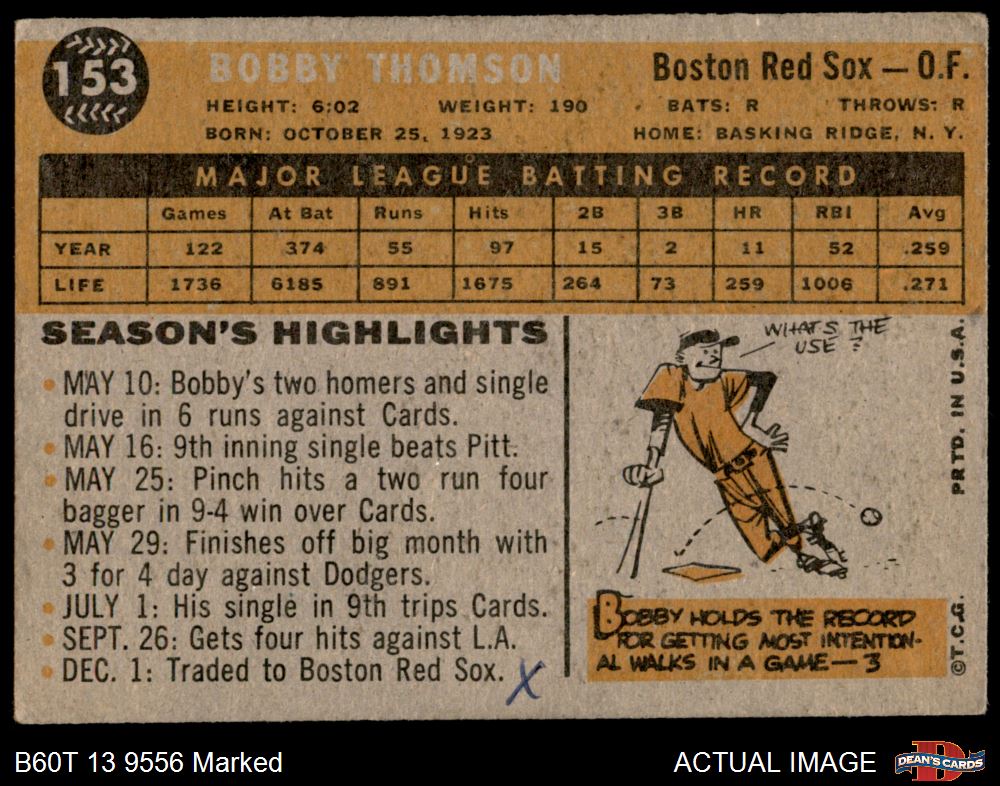 153
BOBBY THOMSON
Boston Red Sox — O.F.
HEIGHT: 6:02 WEIGHT: 190 BATS: R THROWS: R
BORN: OCTOBER 25, 1923 HOME: BASKING RIDGE, N. Y.
MAJOR LEAGUE BATTING RECORD
Games At Bat Runs Hits 2B 3B HR RBI Avg
YEAR 122 374 55 97 15 2 11 52 .259
LIFE 1736 6185 891 1675 264 73 259 1006 .271
SEASON'S HIGHLIGHTS
• MAY 10: Bobby's two homers and single
drive in 6 runs against Cards.
• MAY 16: 9th inning single beats Pitt.
• MAY 25: Pinch hits a two run four
bagger in 9-4 win over Cards.
• MAY 29: Finishes off big month with
3 for 4 day against Dodgers.
• JULY 1: His single in 9th trips Cards.
• SEPT. 26: Gets four hits against L.A.
• DEC. 1: Traded to Boston Red Sox.
X
WHAT'S THE
USE ?
BOBBY HOLDS THE RECORD
FOR GETTING MOST INTENTION-
AL WALKS IN A GAME — 3
©T.C.G. PRTD. IN U.S.A.
B60T 13 9556 Marked
ACTUAL IMAGE
D
DEAN'S CARDS